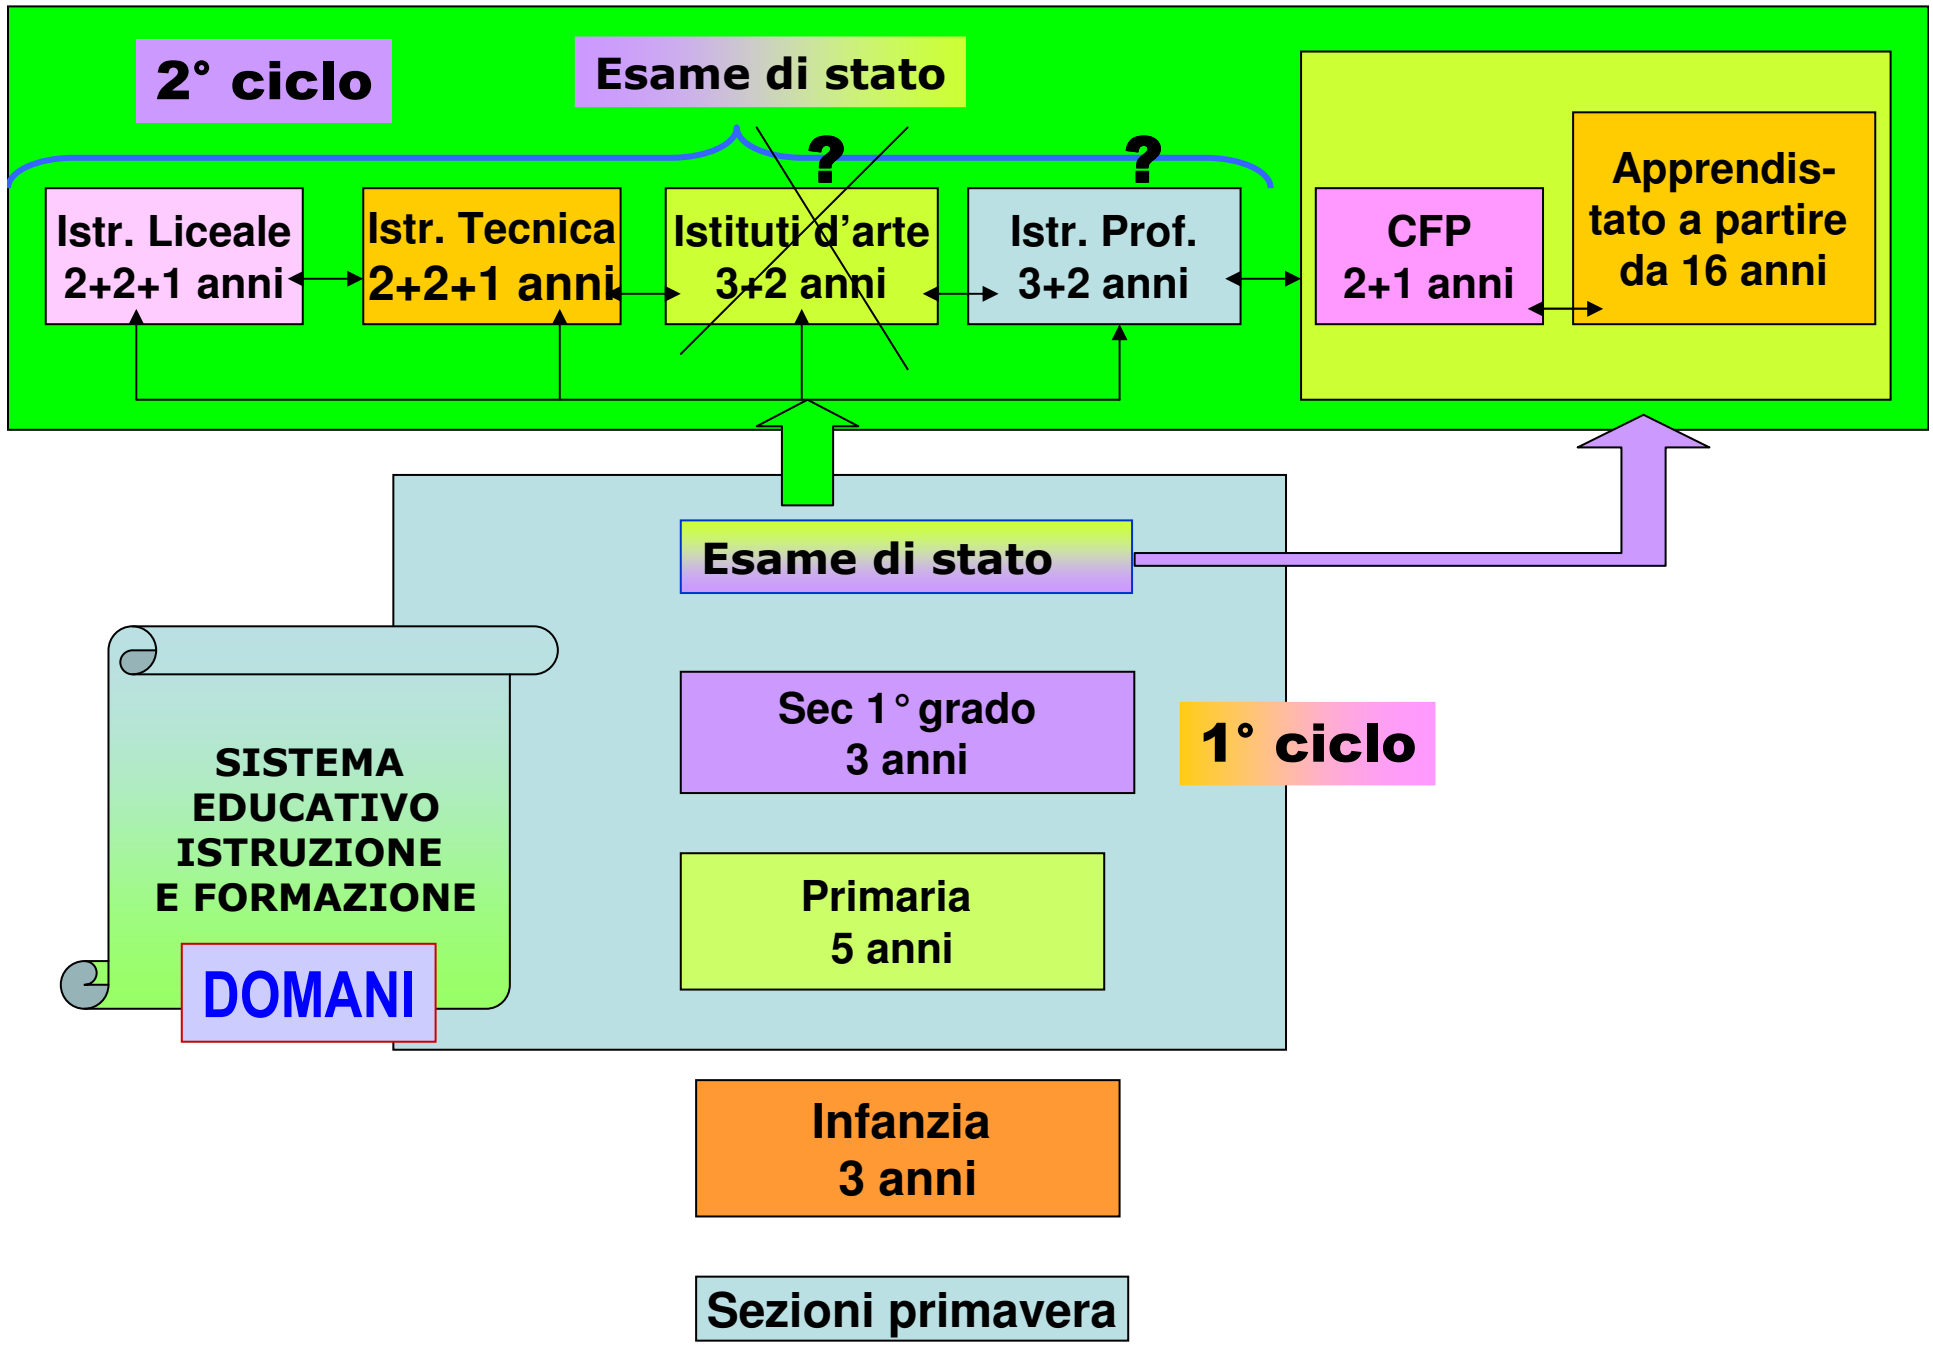 2° ciclo
Esame di stato
?
?
Istr. Liceale
2+2+1 anni
Istr. Tecnica
2+2+1 anni
Istituti d'arte
3+2 anni
Istr. Prof.
3+2 anni
CFP
2+1 anni
Apprendis-
tato a partire
da 16 anni
Esame di stato
Sec 1° grado
3 anni
1° ciclo
SISTEMA
EDUCATIVO
ISTRUZIONE
E FORMAZIONE
DOMANI
Primaria
5 anni
Infanzia
3 anni
Sezioni primavera